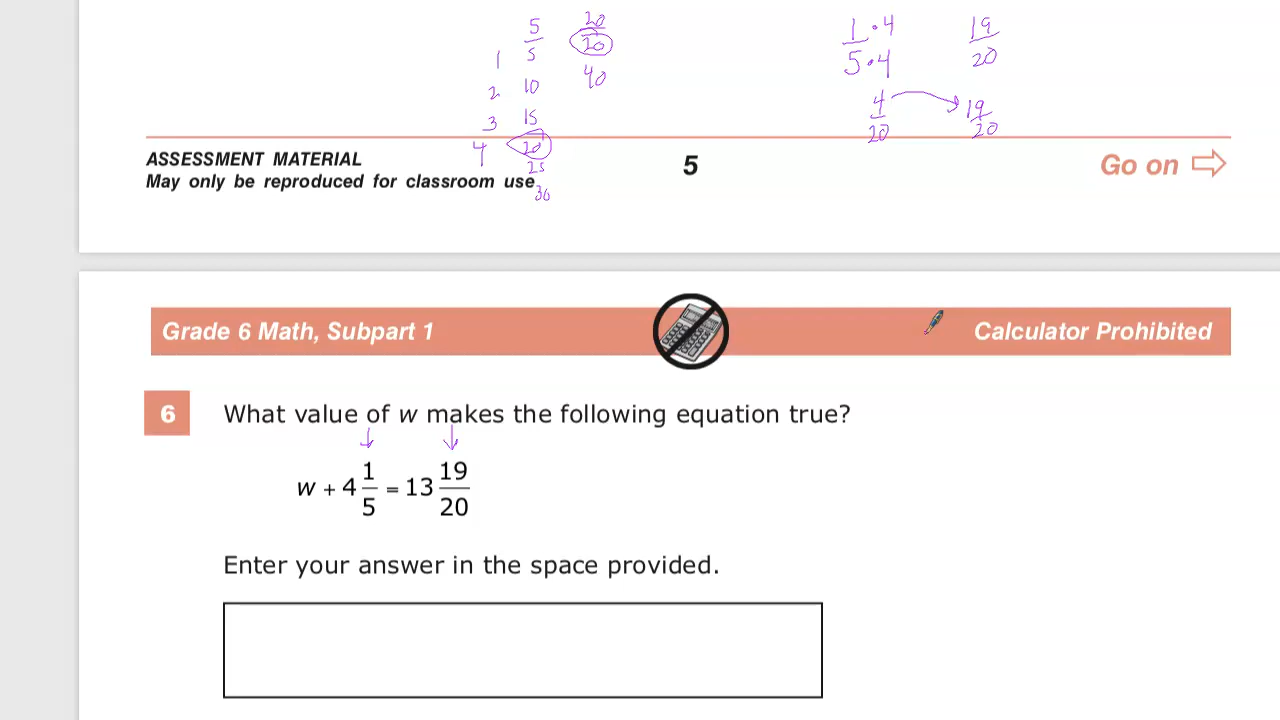 5/5 20/20
1 5/5
2 10 40
3 15
4 20
25
30
1·4/5·4 19/20
4/20 19/20
ASSESSMENT MATERIAL
May only be reproduced for classroom use
5
Go on
Grade 6 Math, Subpart 1
Calculator Prohibited
6 What value of w makes the following equation true?
w + 4 1/5 = 13 19/20
Enter your answer in the space provided.